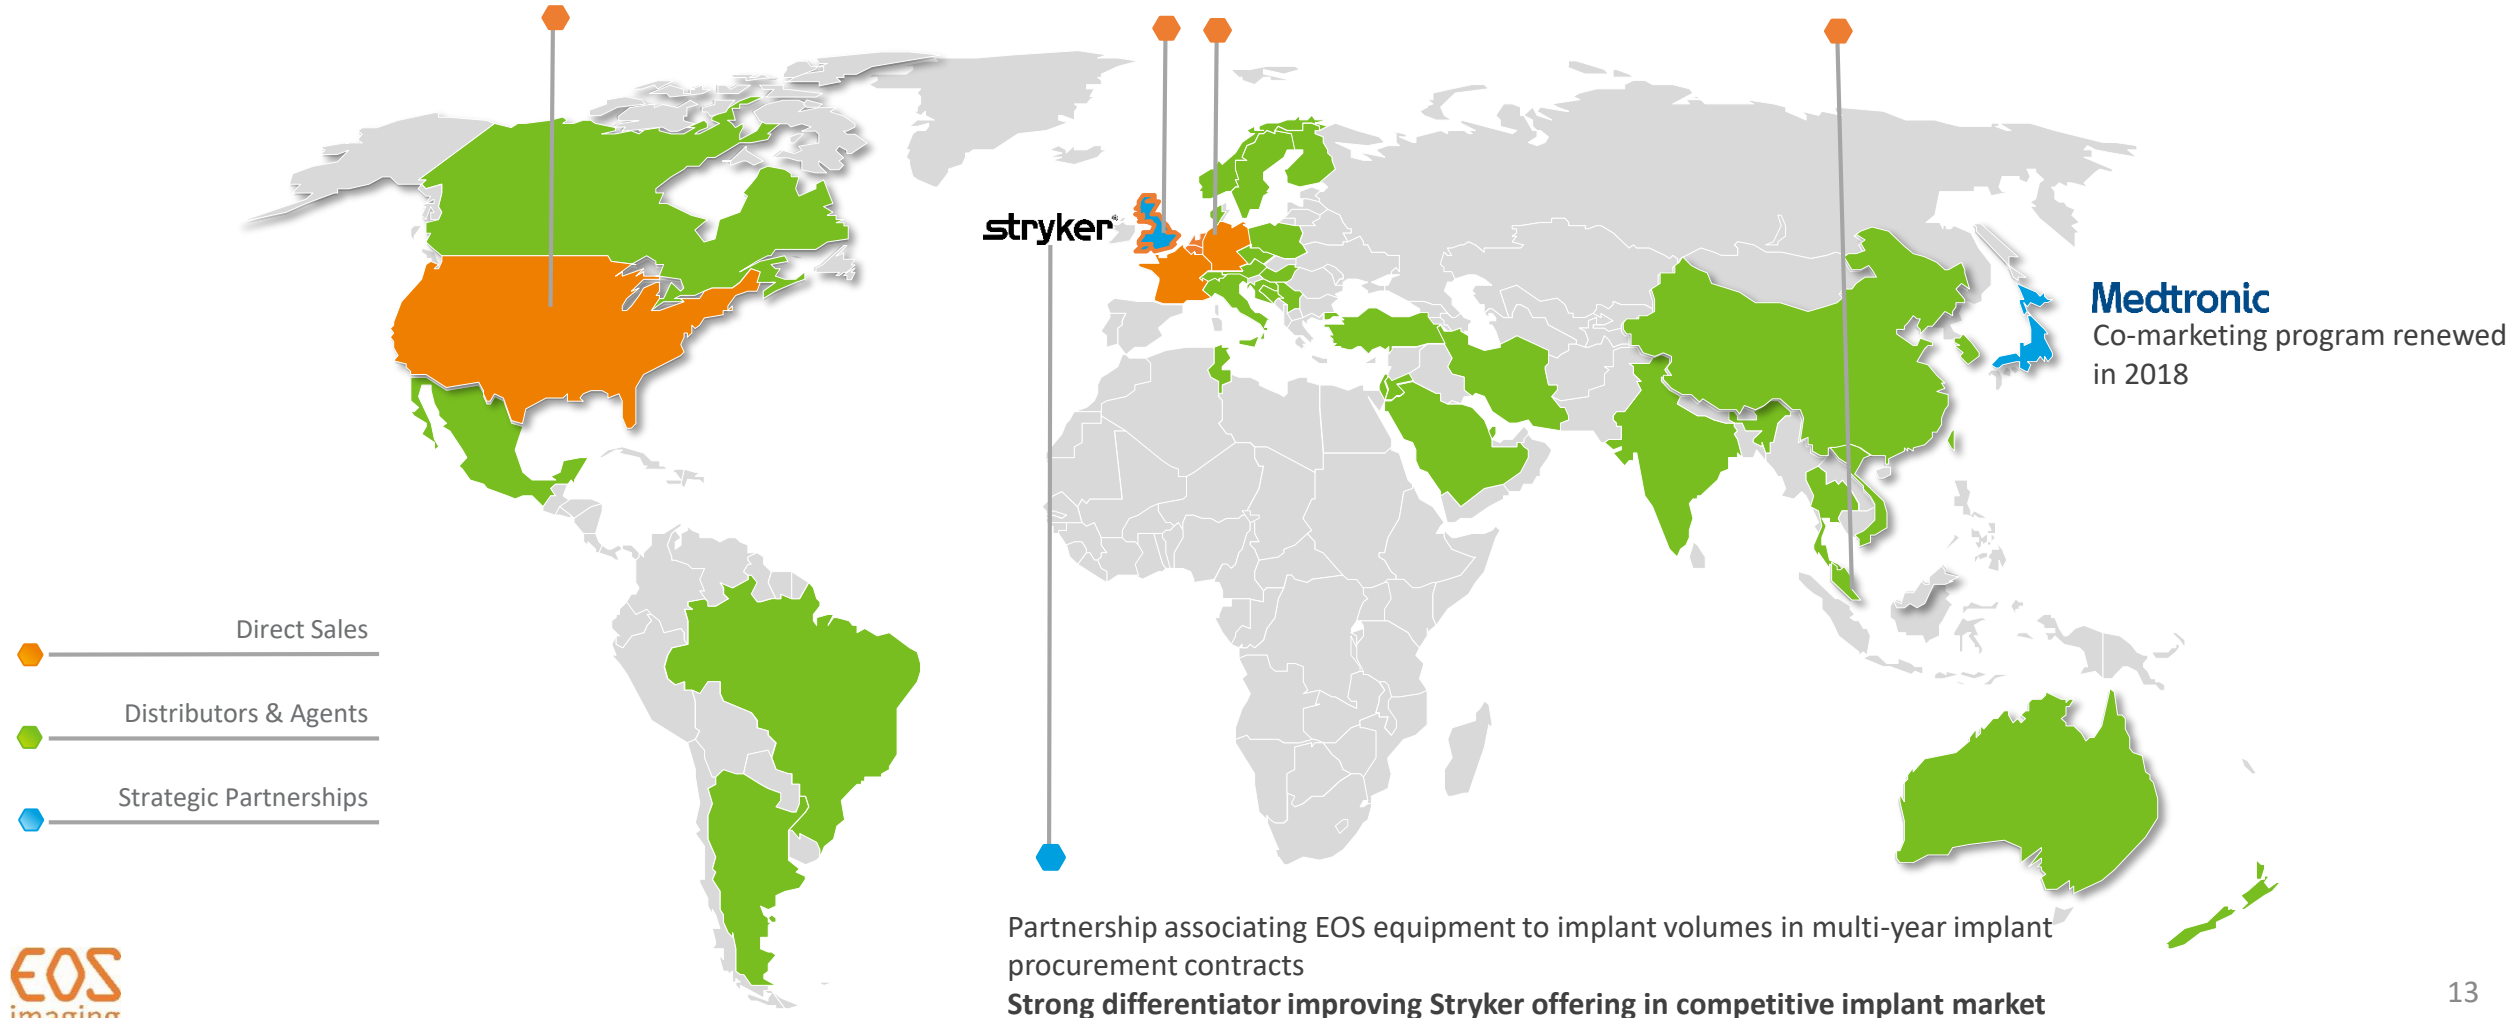 stryker®
Medtronic
Co-marketing program renewed
in 2018
Direct Sales
Distributors & Agents
Strategic Partnerships
Partnership associating EOS equipment to implant volumes in multi-year implant
procurement contracts
Strong differentiator improving Stryker offering in competitive implant market
EOS
imaging
13